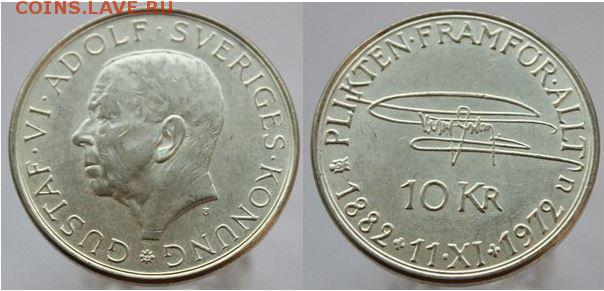 COINS.LAVE.RU
GUSTAF·VI·ADOLF·SVERIGES·KONUNG
PLIKTEN·FRAMFÖR·ALLT
10 KR
1882 11·XI 1972